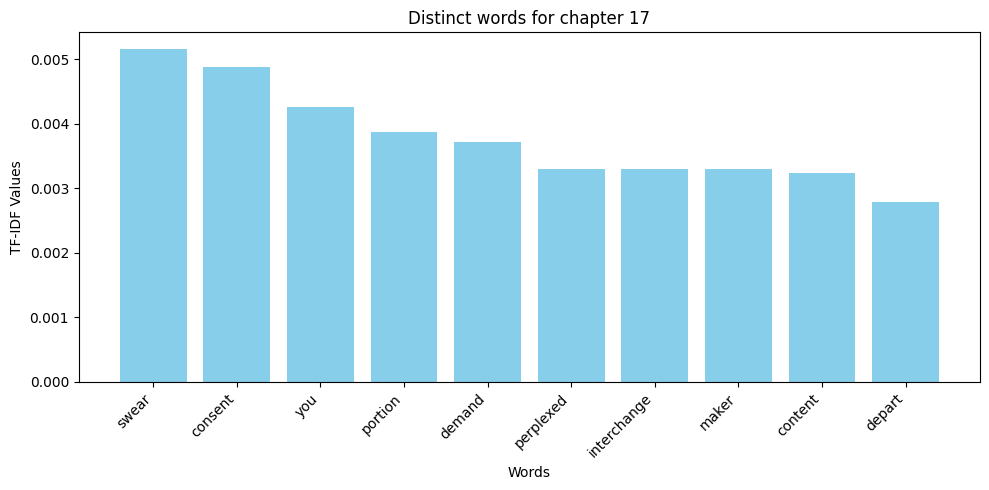 Distinct words for chapter 17
TF-IDF Values
0.005
0.004
0.003
0.002
0.001
0.000
swear
consent
you
portion
demand
perplexed
interchange
maker
content
depart
Words